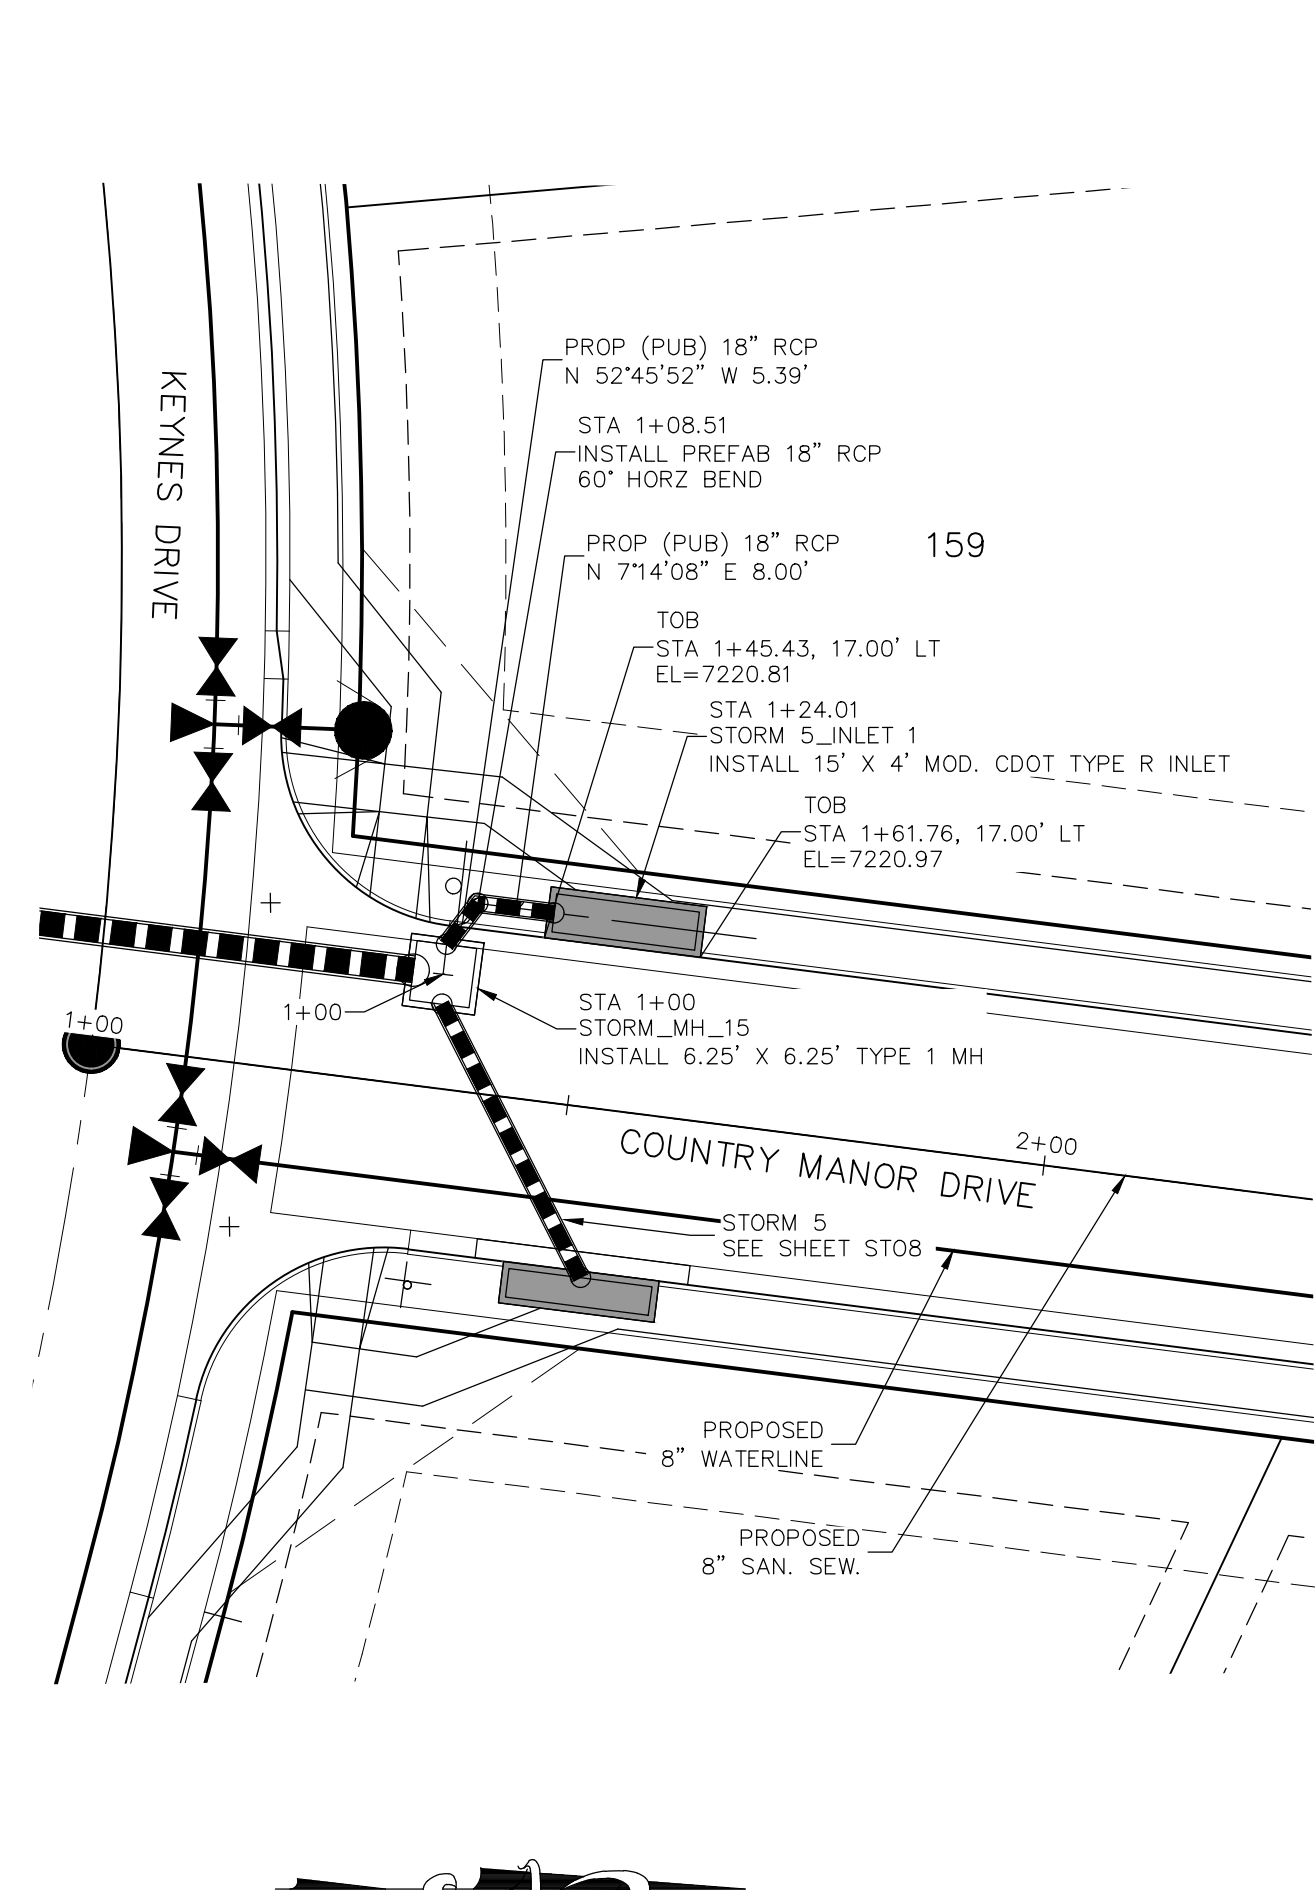 PROP (PUB) 18" RCP
N 52°45'52" W 5.39'
STA 1+08.51
INSTALL PREFAB 18" RCP
60° HORZ BEND
KEYNES DRIVE
PROP (PUB) 18" RCP
N 7°14'08" E 8.00'
159
TOB
STA 1+45.43, 17.00' LT
EL=7220.81
STA 1+24.01
STORM 5_INLET 1
INSTALL 15' X 4' MOD. CDOT TYPE R INLET
TOB
STA 1+61.76, 17.00' LT
EL=7220.97
1+00
1+00
STA 1+00
STORM_MH_15
INSTALL 6.25' X 6.25' TYPE 1 MH
2+00
COUNTRY MANOR DRIVE
STORM 5
SEE SHEET ST08
PROPOSED
8" WATERLINE
PROPOSED
8" SAN. SEW.